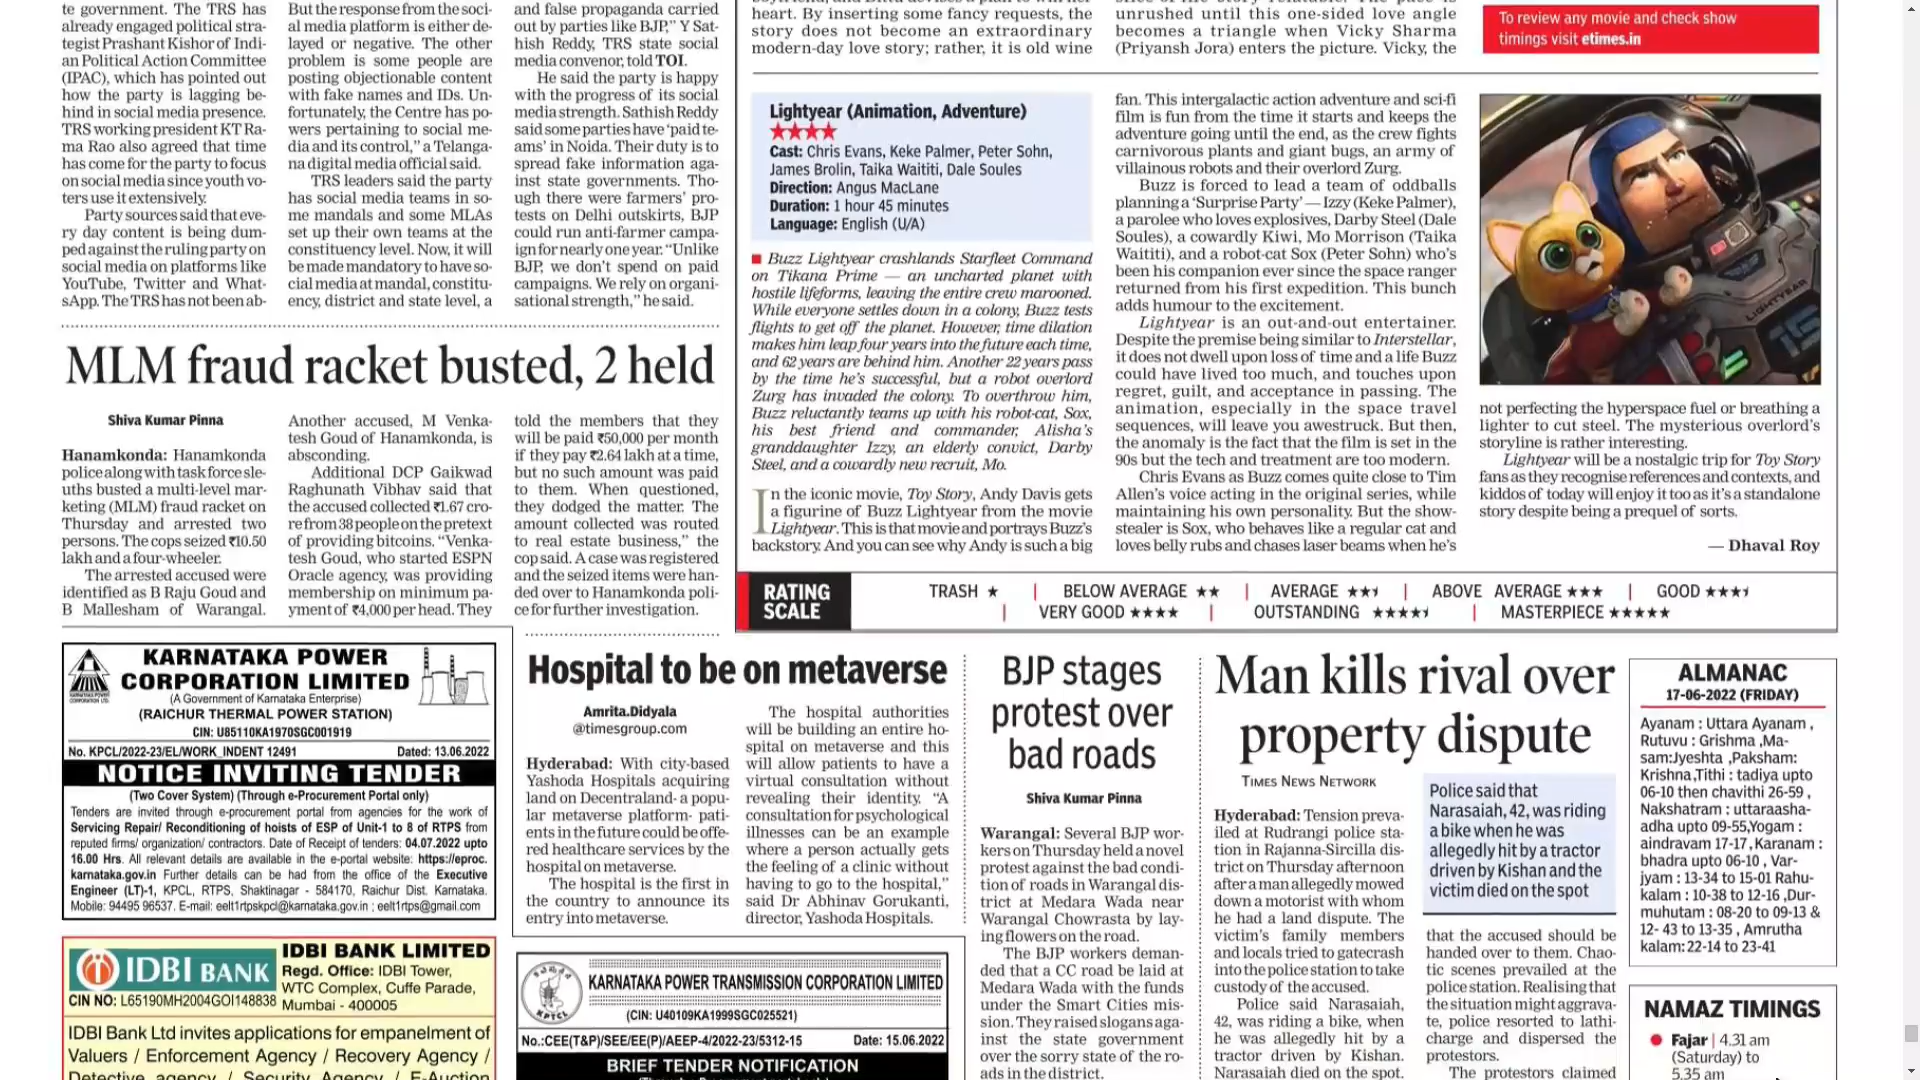 te government. The TRS has
already engaged political stra-
tegist Prashant Kishor of Indi-
an Political Action Committee
(IPAC), which has pointed out
how the party is lagging be-
hind in social media presence.
TRS working president KT Ra-
ma Rao also agreed that time
has come for the party to focus
on social media since youth vo-
ters use it extensively.
Party sources said that eve-
ry day content is being dum-
ped against the ruling party on
social media on platforms like
YouTube, Twitter and What-
sApp. The TRS has not been ab-
But the response from the soci-
al media platform is either de-
layed or negative. The other
problem is some people are
posting objectionable content
with fake names and IDs. Un-
fortunately, the Centre has po-
wers pertaining to social me-
dia and its control," a Telanga-
na digital media official said.
TRS leaders said the party
has social media teams in so-
me mandals and some MLAs
set up their own teams at the
constituency level. Now, it will
be made mandatory to have so-
cial media at mandal, constitu-
ency, district and state level, a
and false propaganda carried
out by parties like BJP," Y Sat-
hish Reddy, TRS state social
media convenor, told TOI.
He said the party is happy
with the progress of its social
media strength. Sathish Reddy
said some parties have 'paid te-
ams' in Noida. Their duty is to
spread fake information aga-
inst state governments. Tho-
ugh there were farmers' pro-
tests on Delhi outskirts, BJP
could run anti-farmer campa-
ign for nearly one year. "Unlike
BJP, we don't spend on paid
campaigns. We rely on organi-
sational strength," he said.
MLM fraud racket busted, 2 held
Shiva Kumar Pinna
Hanamkonda: Hanamkonda
police along with task force sle-
uths busted a multi-level mar-
keting (MLM) fraud racket on
Thursday and arrested two
persons. The cops seized ₹10.50
lakh and a four-wheeler.
The arrested accused were
identified as B Raju Goud and
B Mallesham of Warangal.
Another accused, M Venka-
tesh Goud of Hanamkonda, is
absconding.
Additional DCP Gaikwad
Raghunath Vibhav said that
the accused collected ₹1.67 cro-
re from 38 people on the pretext
of providing bitcoins. "Venka-
tesh Goud, who started ESPN
Oracle agency, was providing
membership on minimum pa-
yment of ₹4,000 per head. They
told the members that they
will be paid ₹50,000 per month
if they pay ₹2.64 lakh at a time,
but no such amount was paid
to them. When questioned,
they dodged the matter. The
amount collected was routed
to real estate business," the
cop said. A case was registered
and the seized items were han-
ded over to Hanamkonda poli-
ce for further investigation.
heart. By inserting some fancy requests, the
story does not become an extraordinary
modern-day love story; rather, it is old wine
unrushed until this one-sided love angle
becomes a triangle when Vicky Sharma
(Priyansh Jora) enters the picture. Vicky, the
To review any movie and check show
timings visit etimes.in
Lightyear (Animation, Adventure)
★★★★
Cast: Chris Evans, Keke Palmer, Peter Sohn,
James Brolin, Taika Waititi, Dale Soules
Direction: Angus MacLane
Duration: 1 hour 45 minutes
Language: English (U/A)
Buzz Lightyear crashlands Starfleet Command
on Tikana Prime — an uncharted planet with
hostile lifeforms, leaving the entire crew marooned.
While everyone settles down in a colony, Buzz tests
flights to get off the planet. However, time dilation
makes him leap four years into the future each time,
and 62 years are behind him. Another 22 years pass
by the time he's successful, but a robot overlord
Zurg has invaded the colony. To overthrow him,
Buzz reluctantly teams up with his robot-cat, Sox,
his best friend and commander, Alisha's
granddaughter Izzy, an elderly convict, Darby
Steel, and a cowardly new recruit, Mo.
In the iconic movie, Toy Story, Andy Davis gets
a figurine of Buzz Lightyear from the movie
Lightyear. This is that movie and portrays Buzz's
backstory. And you can see why Andy is such a big
fan. This intergalactic action adventure and sci-fi
film is fun from the time it starts and keeps the
adventure going until the end, as the crew fights
carnivorous plants and giant bugs, an army of
villainous robots and their overlord Zurg.
Buzz is forced to lead a team of oddballs
planning a 'Surprise Party' — Izzy (Keke Palmer),
a parolee who loves explosives, Darby Steel (Dale
Soules), a cowardly Kiwi, Mo Morrison (Taika
Waititi), and a robot-cat Sox (Peter Sohn) who's
been his companion ever since the space ranger
returned from his first expedition. This bunch
adds humour to the excitement.
Lightyear is an out-and-out entertainer.
Despite the premise being similar to Interstellar,
it does not dwell upon loss of time and a life Buzz
could have lived too much, and touches upon
regret, guilt, and acceptance in passing. The
animation, especially in the space travel
sequences, will leave you awestruck. But then,
the anomaly is the fact that the film is set in the
90s but the tech and treatment are too modern.
Chris Evans as Buzz comes quite close to Tim
Allen's voice acting in the original series, while
maintaining his own personality. But the show-
stealer is Sox, who behaves like a regular cat and
loves belly rubs and chases laser beams when he's
LIGHTYEAR
not perfecting the hyperspace fuel or breathing a
lighter to cut steel. The mysterious overlord's
storyline is rather interesting.
Lightyear will be a nostalgic trip for Toy Story
fans as they recognise references and contexts, and
kiddos of today will enjoy it too as it's a standalone
story despite being a prequel of sorts.
— Dhaval Roy
RATING
SCALE
TRASH ★ | BELOW AVERAGE ★★ | AVERAGE ★★⯨ | ABOVE AVERAGE ★★★ | GOOD ★★★⯨
| VERY GOOD ★★★★ | OUTSTANDING ★★★★⯨ | MASTERPIECE ★★★★★
KARNATAKA POWER
CORPORATION LIMITED
(A Government of Karnataka Enterprise)
(RAICHUR THERMAL POWER STATION)
CIN: U85110KA1970SGC001919
No. KPCL/2022-23/EL/WORK_INDENT 12491 Dated: 13.06.2022
NOTICE INVITING TENDER
(Two Cover System) (Through e-Procurement Portal only)
Tenders are invited through e-procurement portal from agencies for the work of
Servicing Repair/ Reconditioning of hoists of ESP of Unit-1 to 8 of RTPS from
reputed firms/ organization/ contractors. Date of Receipt of tenders: 04.07.2022 upto
16.00 Hrs. All relevant details are available in the e-portal website: https://eproc.
karnataka.gov.in Further details can be had from the office of the Executive
Engineer (LT)-1, KPCL, RTPS, Shaktinagar - 584170, Raichur Dist. Karnataka.
Mobile: 94495 96537. E-mail: eelt1rtpskpcl@karnataka.gov.in ; eelt1rtps@gmail.com
IDBI BANK
CIN NO: L65190MH2004GOI148838
IDBI BANK LIMITED
Regd. Office: IDBI Tower,
WTC Complex, Cuffe Parade,
Mumbai - 400005
IDBI Bank Ltd invites applications for empanelment of
Valuers / Enforcement Agency / Recovery Agency /
Detective agency / Security Agency / E-Auction
Hospital to be on metaverse
Amrita.Didyala
@timesgroup.com
Hyderabad: With city-based
Yashoda Hospitals acquiring
land on Decentraland- a popu-
lar metaverse platform- pati-
ents in the future could be offe-
red healthcare services by the
hospital on metaverse.
The hospital is the first in
the country to announce its
entry into metaverse.
The hospital authorities
will be building an entire ho-
spital on metaverse and this
will allow patients to have a
virtual consultation without
revealing their identity. "A
consultation for psychological
illnesses can be an example
where a person actually gets
the feeling of a clinic without
having to go to the hospital,"
said Dr Abhinav Gorukanti,
director, Yashoda Hospitals.
KPTCL
KARNATAKA POWER TRANSMISSION CORPORATION LIMITED
(CIN: U40109KA1999SGC025521)
No.:CEE(T&P)/SEE/EE(P)/AEEP-4/2022-23/5312-15 Date: 15.06.2022
BRIEF TENDER NOTIFICATION
BJP stages
protest over
bad roads
Shiva Kumar Pinna
Warangal: Several BJP wor-
kers on Thursday held a novel
protest against the bad condi-
tion of roads in Warangal dis-
trict at Medara Wada near
Warangal Chowrasta by lay-
ing flowers on the road.
The BJP workers deman-
ded that a CC road be laid at
Medara Wada with the funds
under the Smart Cities mis-
sion. They raised slogans aga-
inst the state government
over the sorry state of the ro-
ads in the district.
Man kills rival over
property dispute
TIMES NEWS NETWORK
Hyderabad: Tension preva-
iled at Rudrangi police sta-
tion in Rajanna-Sircilla dis-
trict on Thursday afternoon
after a man allegedly mowed
down a motorist with whom
he had a land dispute. The
victim's family members
and locals tried to gatecrash
into the police station to take
custody of the accused.
Police said Narasaiah,
42, was riding a bike, when
he was allegedly hit by a
tractor driven by Kishan.
Narasaiah died on the spot.
Police said that
Narasaiah, 42, was riding
a bike when he was
allegedly hit by a tractor
driven by Kishan and the
victim died on the spot
that the accused should be
handed over to them. Chao-
tic scenes prevailed at the
police station. Realising that
the situation might aggrava-
te, police resorted to lathi-
charge and dispersed the
protestors.
The protestors claimed
ALMANAC
17-06-2022 (FRIDAY)
Ayanam : Uttara Ayanam ,
Rutuvu : Grishma ,Ma-
sam:Jyeshta ,Paksham:
Krishna,Tithi : tadiya upto
06-10 then chavithi 26-59 ,
Nakshatram : uttaraasha-
adha upto 09-55,Yogam :
aindravam 17-17 ,Karanam :
bhadra upto 06-10 , Var-
jyam : 13-34 to 15-01 Rahu-
kalam : 10-38 to 12-16 ,Dur-
muhutam : 08-20 to 09-13 &
12- 43 to 13-35 , Amrutha
kalam:22-14 to 23-41
NAMAZ TIMINGS
Fajar | 4.31 am
(Saturday) to
5.35 am